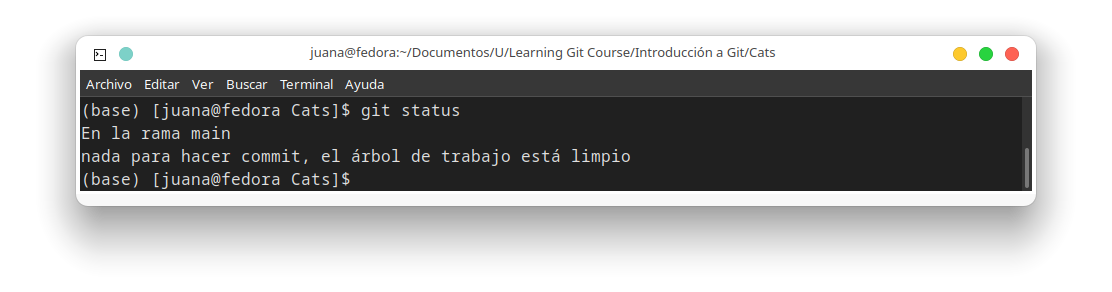 juana@fedora:~/Documentos/U/Learning Git Course/Introducción a Git/Cats
Archivo Editar Ver Buscar Terminal Ayuda
(base) [juana@fedora Cats]$ git status
En la rama main
nada para hacer commit, el árbol de trabajo está limpio
(base) [juana@fedora Cats]$